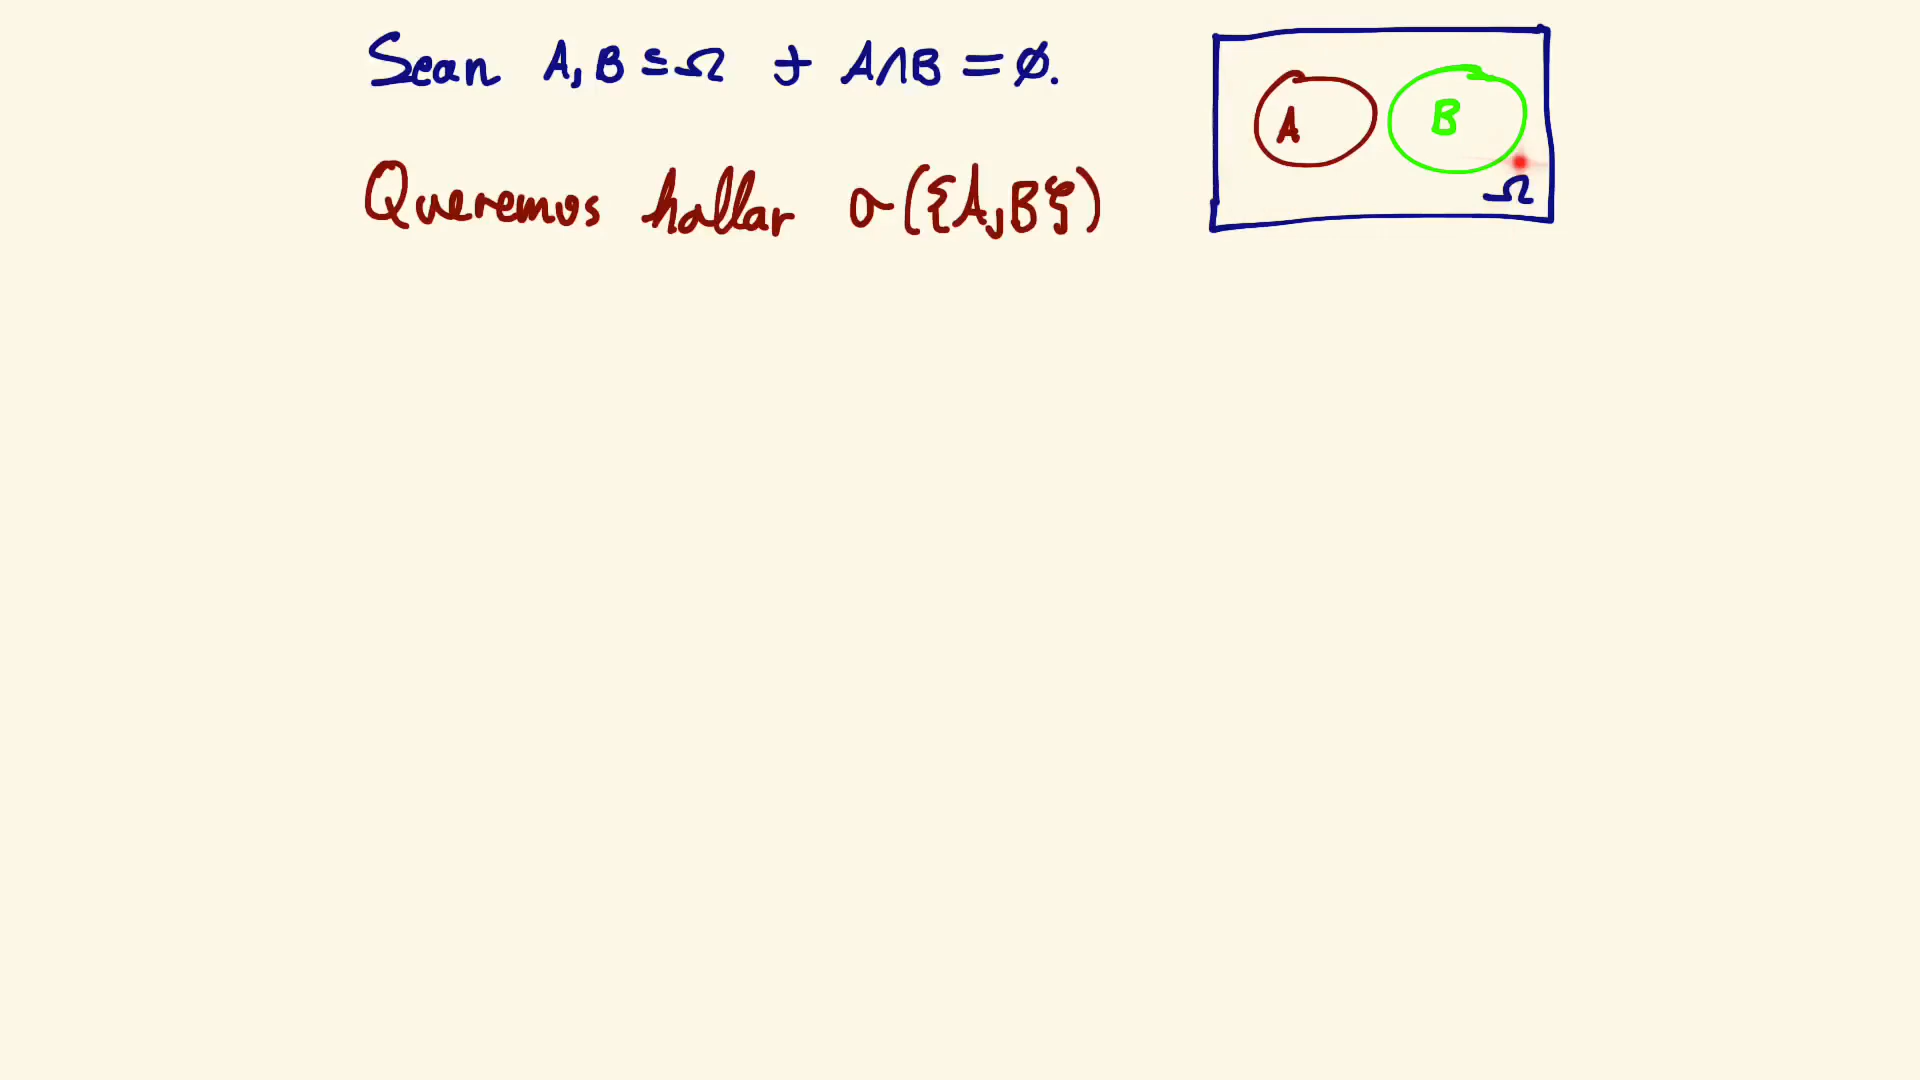 Sean A, B ⊆ Ω t A∩B = ∅.
Queremos hallar σ({A,B})
A
B
Ω